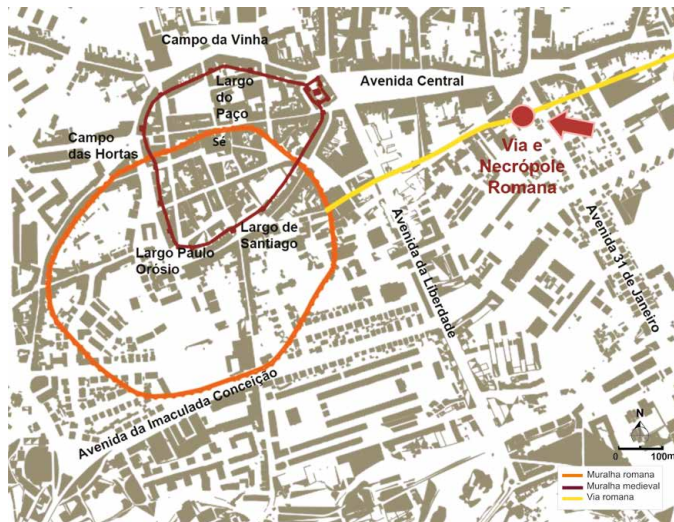 Campo da Vinha
Largo
do
Paço
Avenida Central
Campo
das Hortas
Sé
Via e
Necrópole
Romana
Largo de
Santiago
Largo Paulo
Orósio
Avenida da Liberdade
Avenida 31 de Janeiro
Avenida da Imaculada Conceição
N
0 100m
Muralha romana
Muralha medieval
Via romana